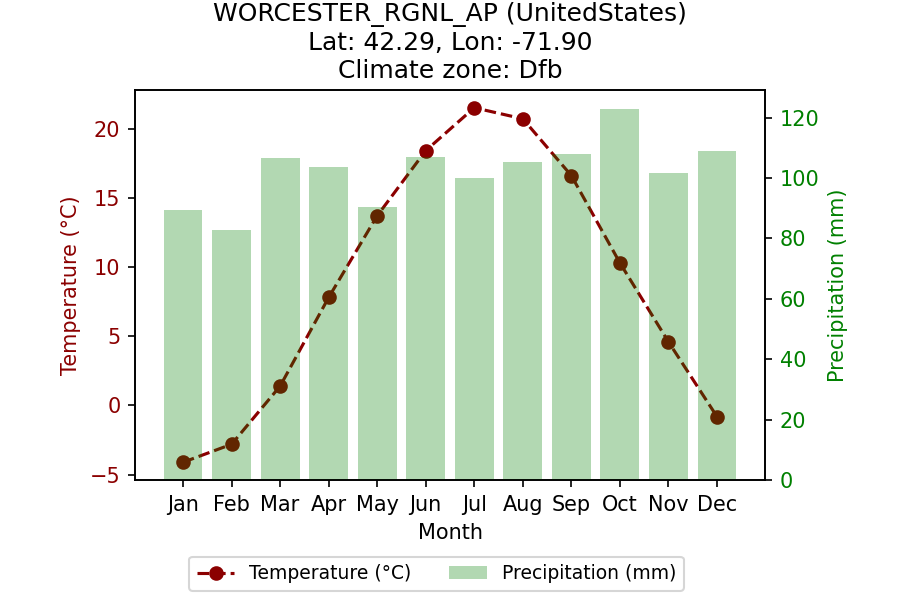 WORCESTER_RGNL_AP (UnitedStates)
Lat: 42.29, Lon: -71.90
Climate zone: Dfb
Temperature (°C)
20
15
10
5
0
−5
120
100
80
60
40
20
0
Precipitation (mm)
Jan Feb Mar Apr May Jun Jul Aug Sep Oct Nov Dec
Month
Temperature (°C) Precipitation (mm)